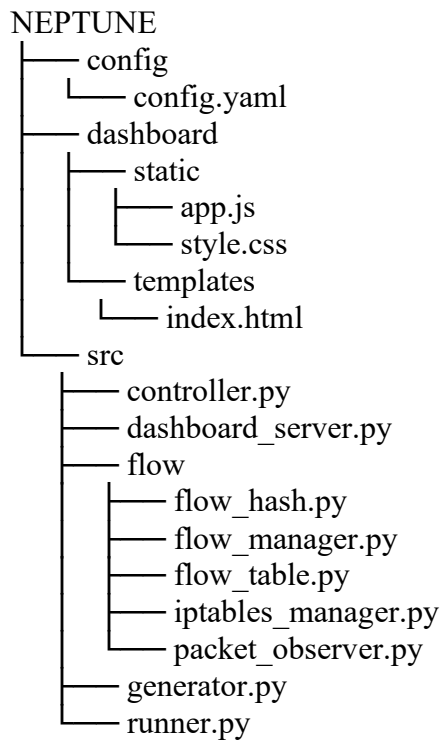 NEPTUNE
config
config.yaml
dashboard
static
app.js
style.css
templates
index.html
src
controller.py
dashboard_server.py
flow
flow_hash.py
flow_manager.py
flow_table.py
iptables_manager.py
packet_observer.py
generator.py
runner.py